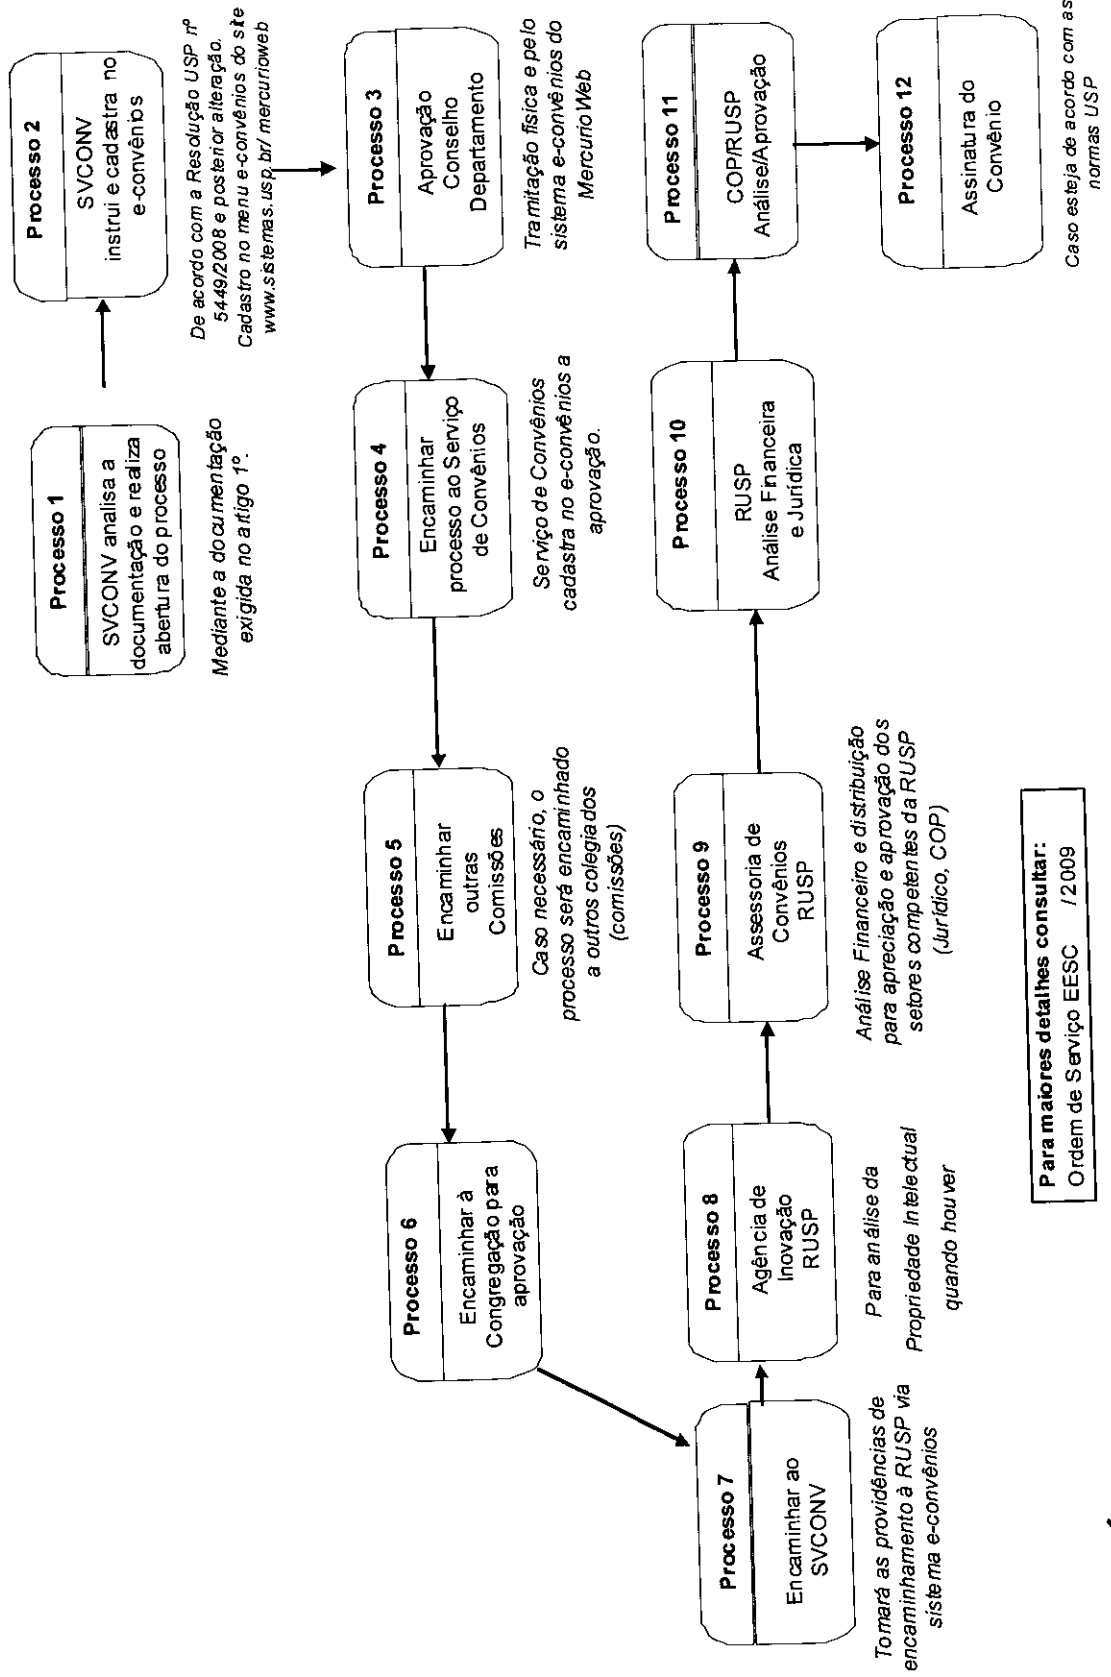 Processo 1
SVCONV analisa a
documentação e realiza
abertura do processo
Mediante a documentação
exigida no artigo 1º.
Processo 2
SVCONV
instrui e cadastra no
e-convênios
De acordo com a Resolução USP nº
5449/2008 e posterior alteração.
Cadastro no menu e-convênios do site
www.sistemas.usp.br/mercurioweb
Processo 3
Aprovação
Conselho
Departamento
Tramitação física e pelo
sistema e-convênios do
MercurioWeb
Processo 4
Encaminhar
processo ao Serviço
de Convênios
Serviço de Convênios
cadastra no e-convênios a
aprovação.
Processo 5
Encaminhar
outras
Comissões
Caso necessário, o
processo será encaminhado
a outros colegiados
(comissões)
Processo 6
Encaminhar à
Congregação para
aprovação
Processo 7
Encaminhar ao
SVCONV
Tomará as providências de
encaminhamento à RUSP via
sistema e-convênios
Processo 8
Agência de
Inovação
RUSP
Para análise da
Propriedade Intelectual
quando houver
Processo 9
Assessoria de
Convênios
RUSP
Análise Financeiro e distribuição
para apreciação e aprovação dos
setores competentes da RUSP
(Jurídico, COP)
Processo 10
RUSP
Análise Financeira
e Jurídica
Processo 11
COP/RUSP
Análise/Aprovação
Processo 12
Assinatura do
Convênio
Caso esteja de acordo com as
normas USP
Para maiores detalhes consultar:
Ordem de Serviço EESC /2009